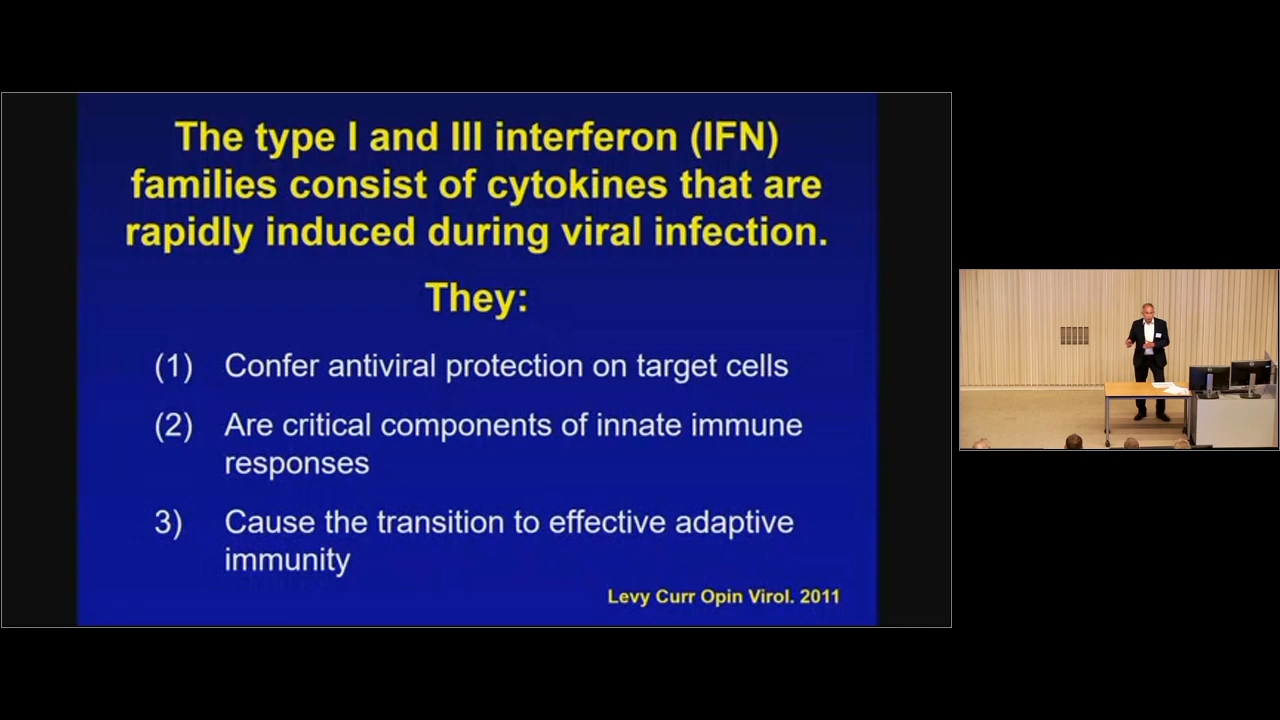 The type I and III interferon (IFN)
families consist of cytokines that are
rapidly induced during viral infection.
They:
(1) Confer antiviral protection on target cells
(2) Are critical components of innate immune
responses
3) Cause the transition to effective adaptive
immunity
Levy Curr Opin Virol. 2011